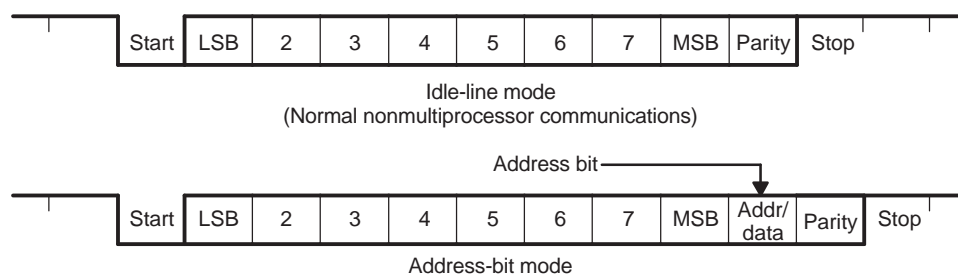 Start LSB 2 3 4 5 6 7 MSB Parity Stop
Idle-line mode
(Normal nonmultiprocessor communications)
Address bit
Start LSB 2 3 4 5 6 7 MSB Addr/data Parity Stop
Address-bit mode